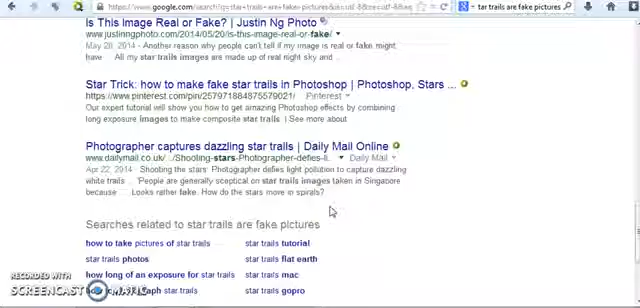 https://www.google.com/search?q=star+trails+are+fake+pictures
tar trails are fake pictures
Is This Image Real or Fake? | Justin Ng Photo
www.justinngphoto.com/2014/05/20/is-this-image-real-or-fake/
May 20, 2014 - Another reason why people can't tell if my image is real or fake might
have ... All my star trails images are made up of real night sky and ...
Star Trick: how to make fake star trails in Photoshop | Photoshop, Stars ...
https://www.pinterest.com/pin/257971884875579021/ Pinterest
Our expert tutorial will show you how to get amazing Photoshop effects by combining
long exposure images to make composite star trails. | See more about
Photographer captures dazzling star trails | Daily Mail Online
www.dailymail.co.uk/.../Shooting-stars-Photographer-defies-li... Daily Mail
Apr 22, 2014 - Shooting the stars: Photographer defies light pollution to capture dazzling
white trails ... 'People are generally sceptical on star trails images taken in Singapore
because ... Looks rather fake. How do the stars move in spirals?
Searches related to star trails are fake pictures
how to take pictures of star trails star trails tutorial
star trails photos star trails flat earth
how long of an exposure for star trails star trails mac
star trails gopro
RECORDED WITH
SCREENCAST-O-MATIC